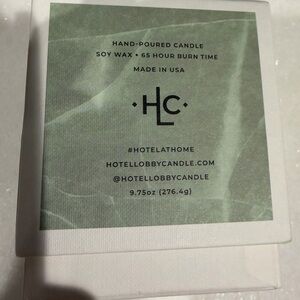 HAND-POURED CANDLE
SOY WAX • 65 HOUR BURN TIME
MADE IN USA
·HLC·
#HOTELATHOME
HOTELLOBBYCANDLE.COM
@HOTELLOBBYCANDLE
9.75oz (276.4g)